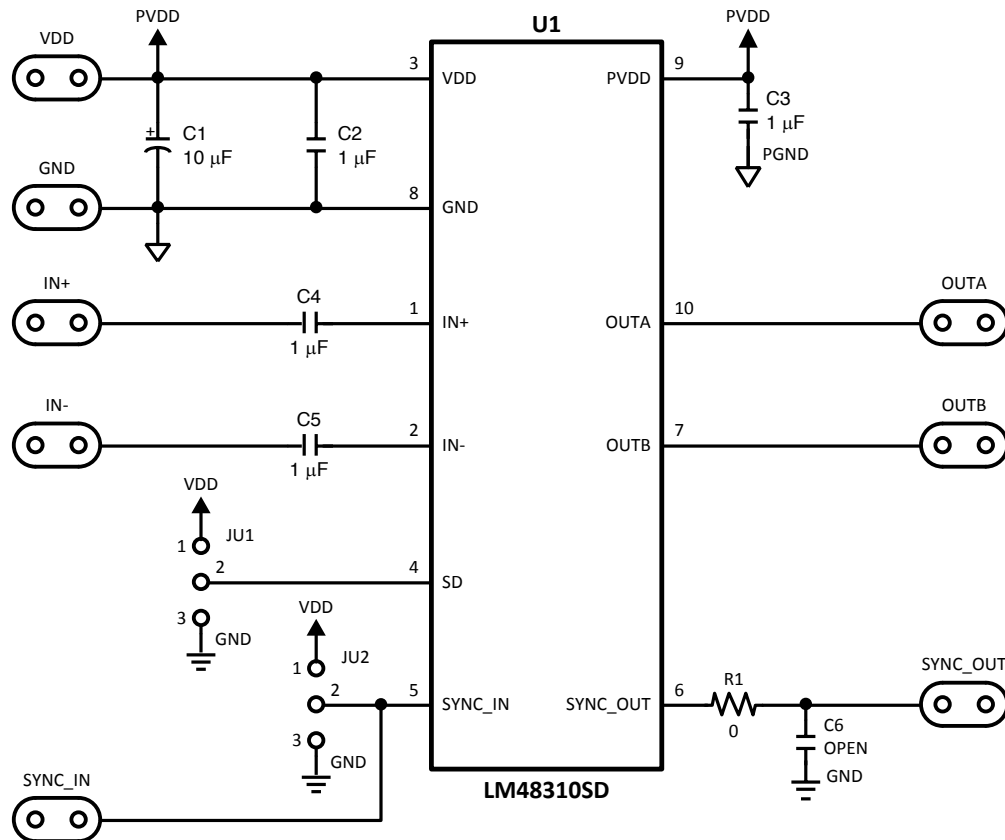 U1
PVDD
PVDD
VDD
3
VDD
PVDD
9
+
C1
10 μF
C2
1 μF
C3
1 μF
PGND
GND
8
GND
IN+
C4
1 μF
1
IN+
OUTA
10
OUTA
IN-
C5
1 μF
2
IN-
OUTB
7
OUTB
VDD
JU1
1
2
3
GND
4
SD
VDD
JU2
1
2
3
GND
5
SYNC_IN
SYNC_OUT
6
R1
0
SYNC_OUT
C6
OPEN
GND
SYNC_IN
LM48310SD